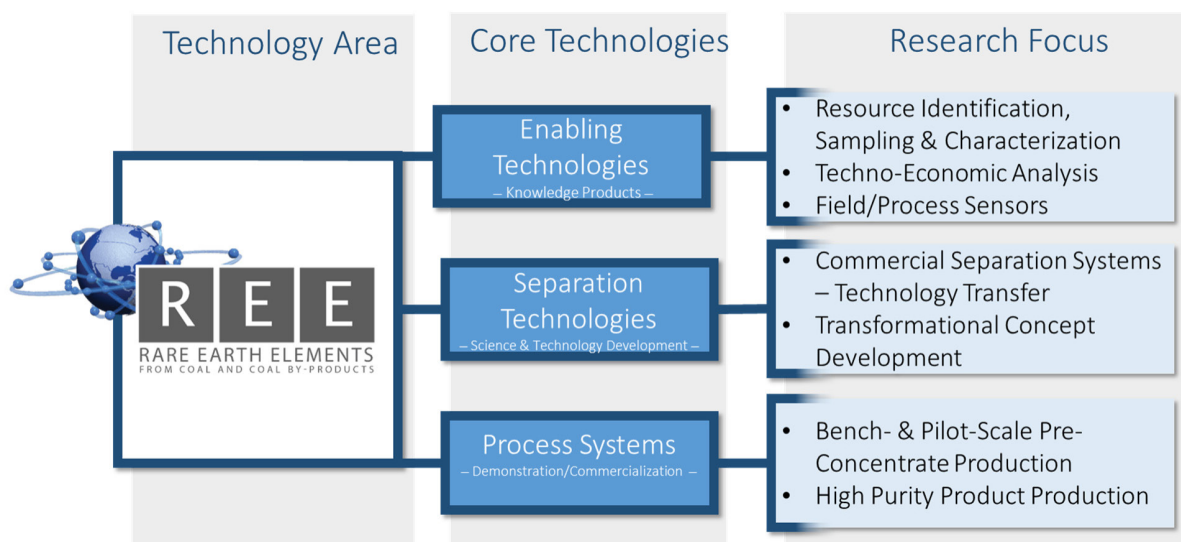 Technology Area
Core Technologies
Research Focus
R E E
RARE EARTH ELEMENTS
FROM COAL AND COAL BY-PRODUCTS
Enabling
Technologies
– Knowledge Products –
• Resource Identification,
Sampling & Characterization
• Techno-Economic Analysis
• Field/Process Sensors
Separation
Technologies
– Science & Technology Development –
• Commercial Separation Systems
– Technology Transfer
• Transformational Concept
Development
Process Systems
– Demonstration/Commercialization –
• Bench- & Pilot-Scale Pre-
Concentrate Production
• High Purity Product Production